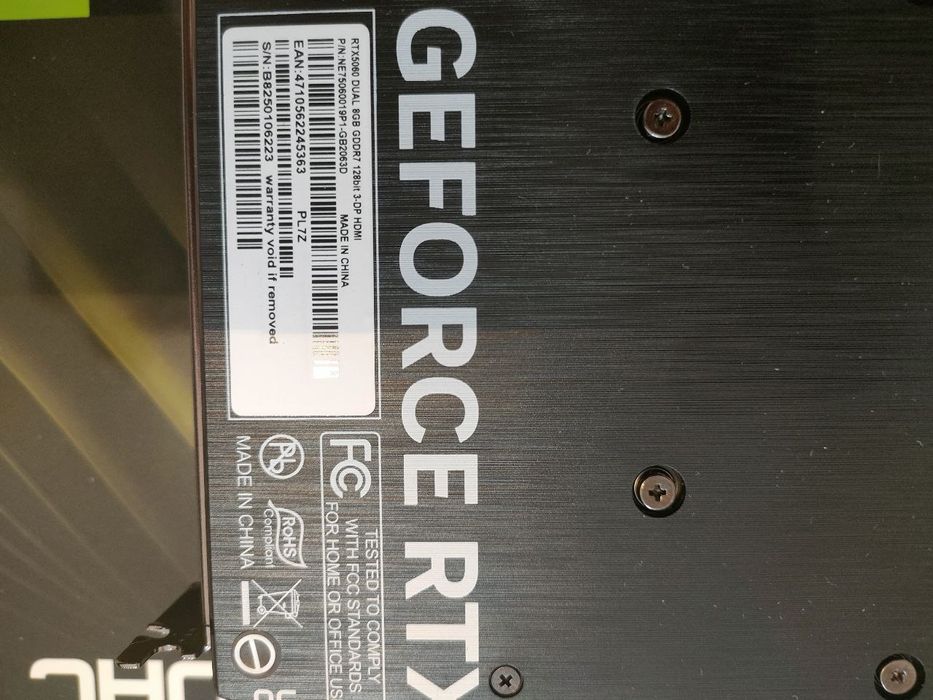 RTX5060 DUAL 8GB GDDR7 128bit 3-DP HDMI
P/N:NE75060019P1-GB2063D MADE IN CHINA
EAN:4710562245363 PL7Z
S/N:B8250106223 warranty void if removed
GEFORCE RTX
FC
TESTED TO COMPLY
WITH FCC STANDARDS
FOR HOME OR OFFICE US
Pb
RoHS
Compliant
MADE IN CHINA